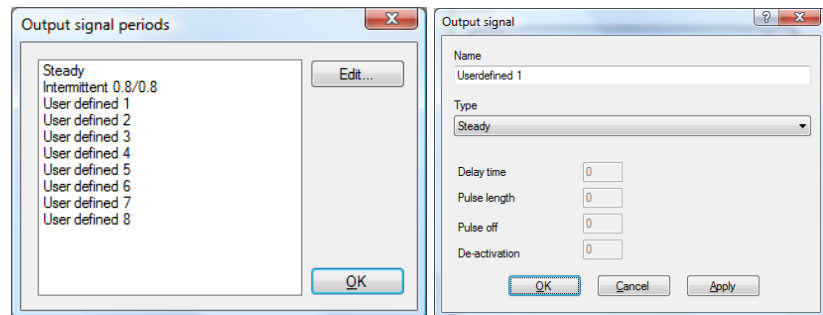 Output signal periods
Steady
Intermittent 0.8/0.8
User defined 1
User defined 2
User defined 3
User defined 4
User defined 5
User defined 6
User defined 7
User defined 8
Edit...
OK
Output signal
Name
Userdefined 1
Type
Steady
Delay time 0
Pulse length 0
Pulse off 0
De-activation 0
OK Cancel Apply